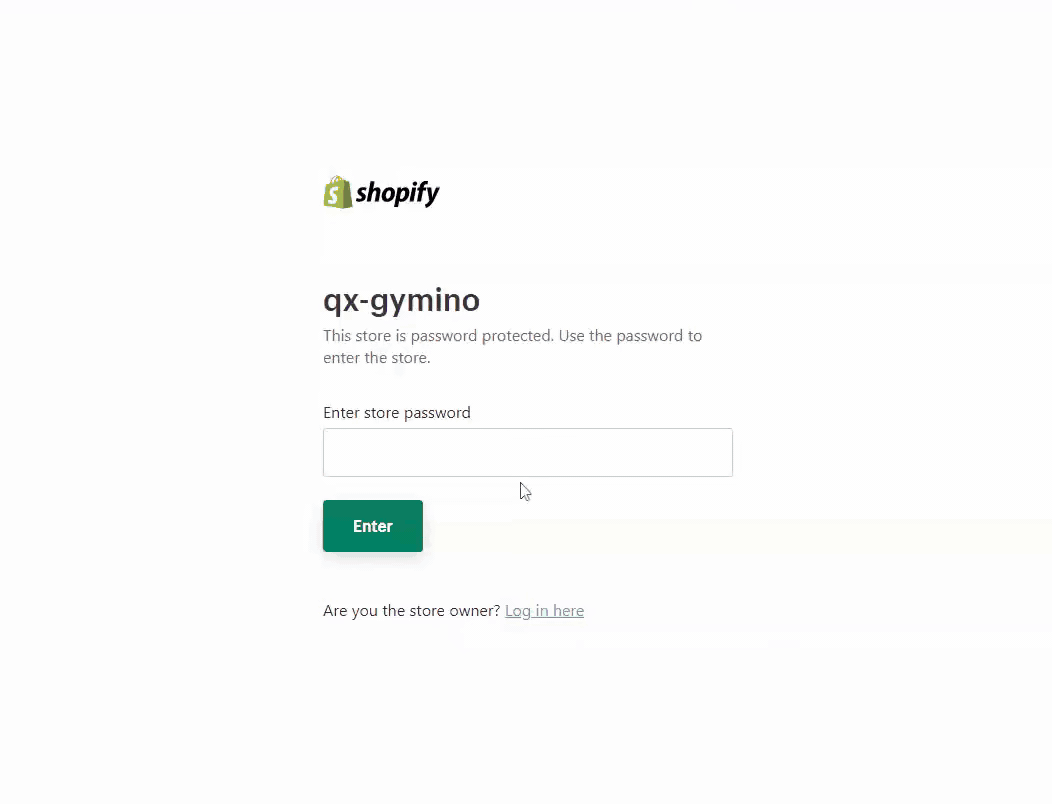 shopify
qx-gymino
This store is password protected. Use the password to
enter the store.
Enter store password
Enter
Are you the store owner? Log in here